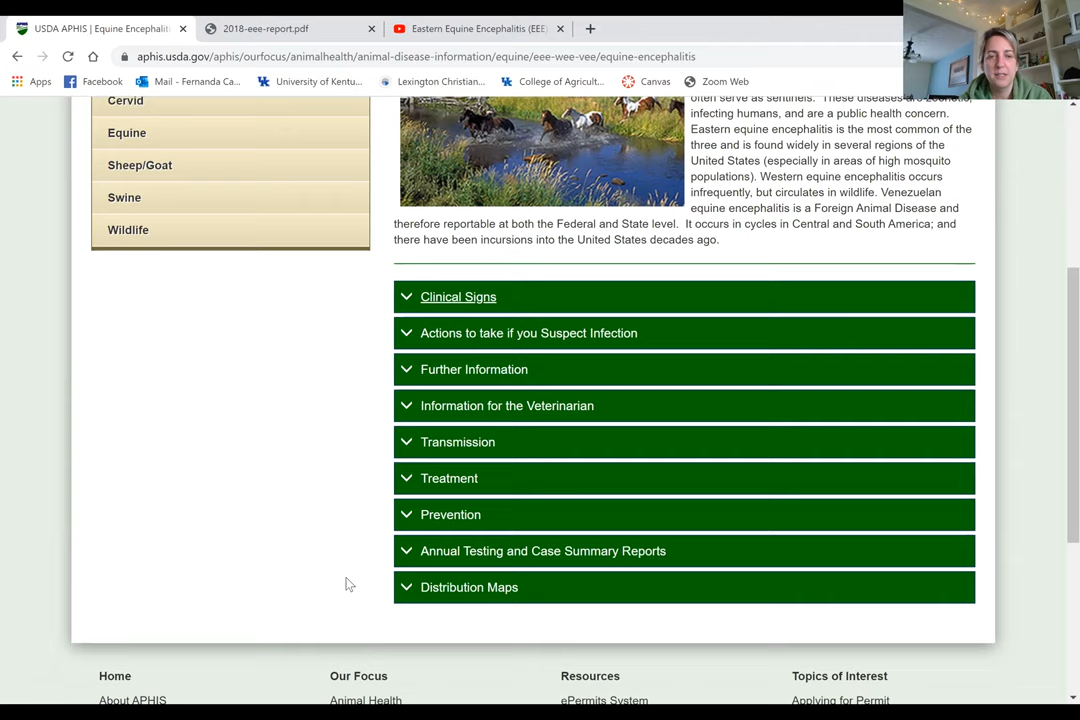 USDA APHIS | Equine Encephaliti
2018-eee-report.pdf
Eastern Equine Encephalitis (EEE)
aphis.usda.gov/aphis/ourfocus/animalhealth/animal-disease-information/equine/eee-wee-vee/equine-encephalitis
Apps
Facebook
Mail - Fernanda Ca...
University of Kentu...
Lexington Christian...
College of Agricult...
Canvas
Zoom Web
Cervid
Equine
Sheep/Goat
Swine
Wildlife
often serve as sentinels. These diseases are zoonotic,
infecting humans, and are a public health concern.
Eastern equine encephalitis is the most common of the
three and is found widely in several regions of the
United States (especially in areas of high mosquito
populations). Western equine encephalitis occurs
infrequently, but circulates in wildlife. Venezuelan
equine encephalitis is a Foreign Animal Disease and
therefore reportable at both the Federal and State level. It occurs in cycles in Central and South America; and
there have been incursions into the United States decades ago.
Clinical Signs
Actions to take if you Suspect Infection
Further Information
Information for the Veterinarian
Transmission
Treatment
Prevention
Annual Testing and Case Summary Reports
Distribution Maps
Home
Our Focus
Resources
Topics of Interest
About APHIS
Animal Health
ePermits System
Applying for Permit